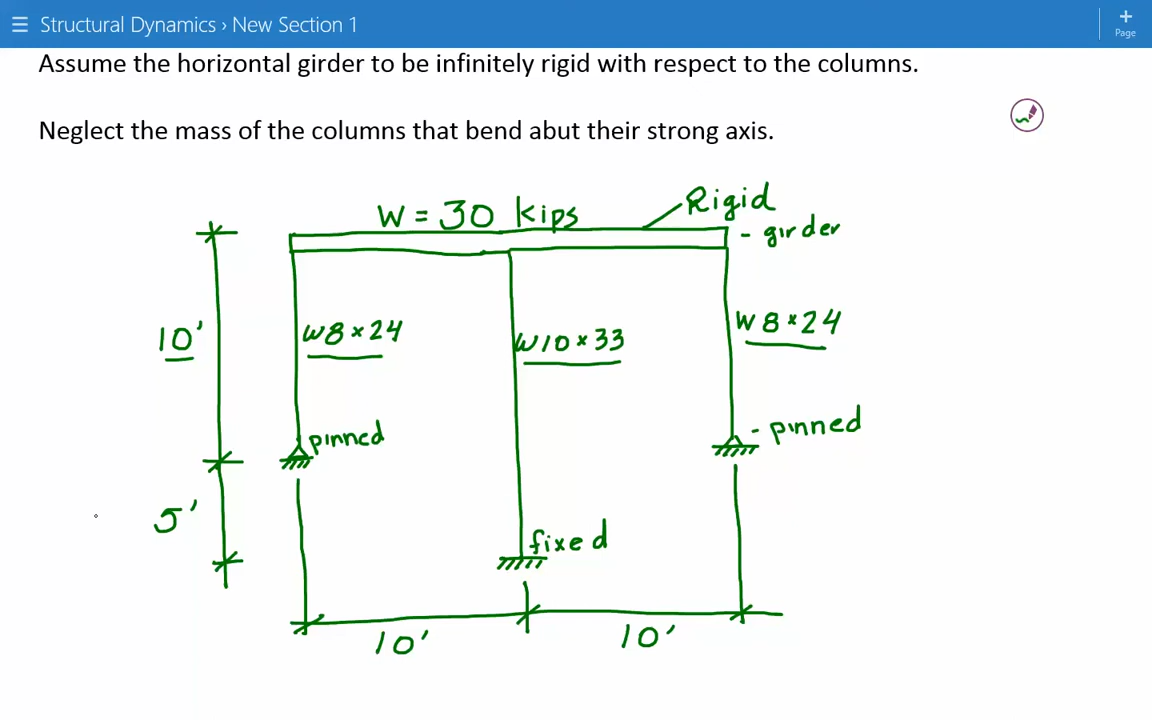 Structural Dynamics › New Section 1
Page
Assume the horizontal girder to be infinitely rigid with respect to the columns.
Neglect the mass of the columns that bend abut their strong axis.
W = 30 kips
Rigid
- girder
10'
W8×24
W10×33
W8×24
pinned
- pinned
5'
fixed
10'
10'